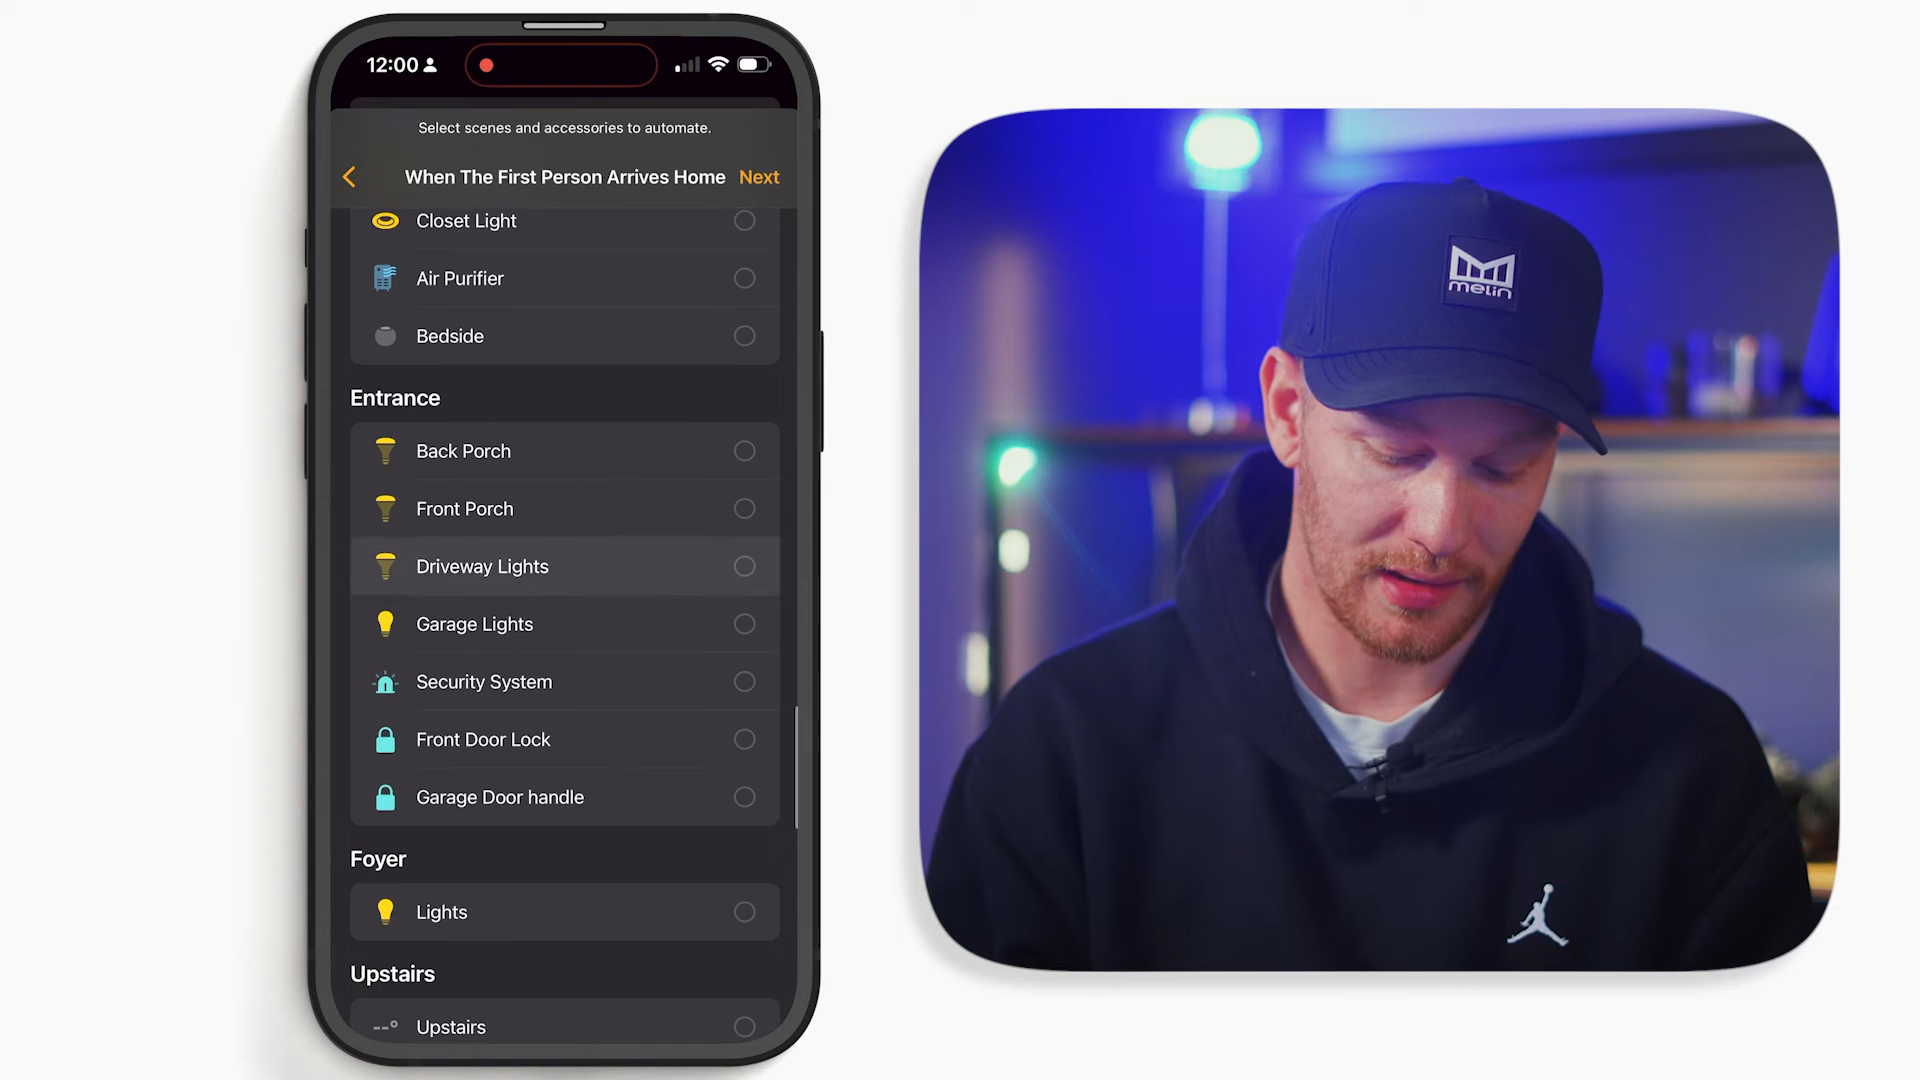 12:00
Select scenes and accessories to automate.
When The First Person Arrives Home Next
Closet Light
Air Purifier
Bedside
Entrance
Back Porch
Front Porch
Driveway Lights
Garage Lights
Security System
Front Door Lock
Garage Door handle
Foyer
Lights
Upstairs
Upstairs
melin